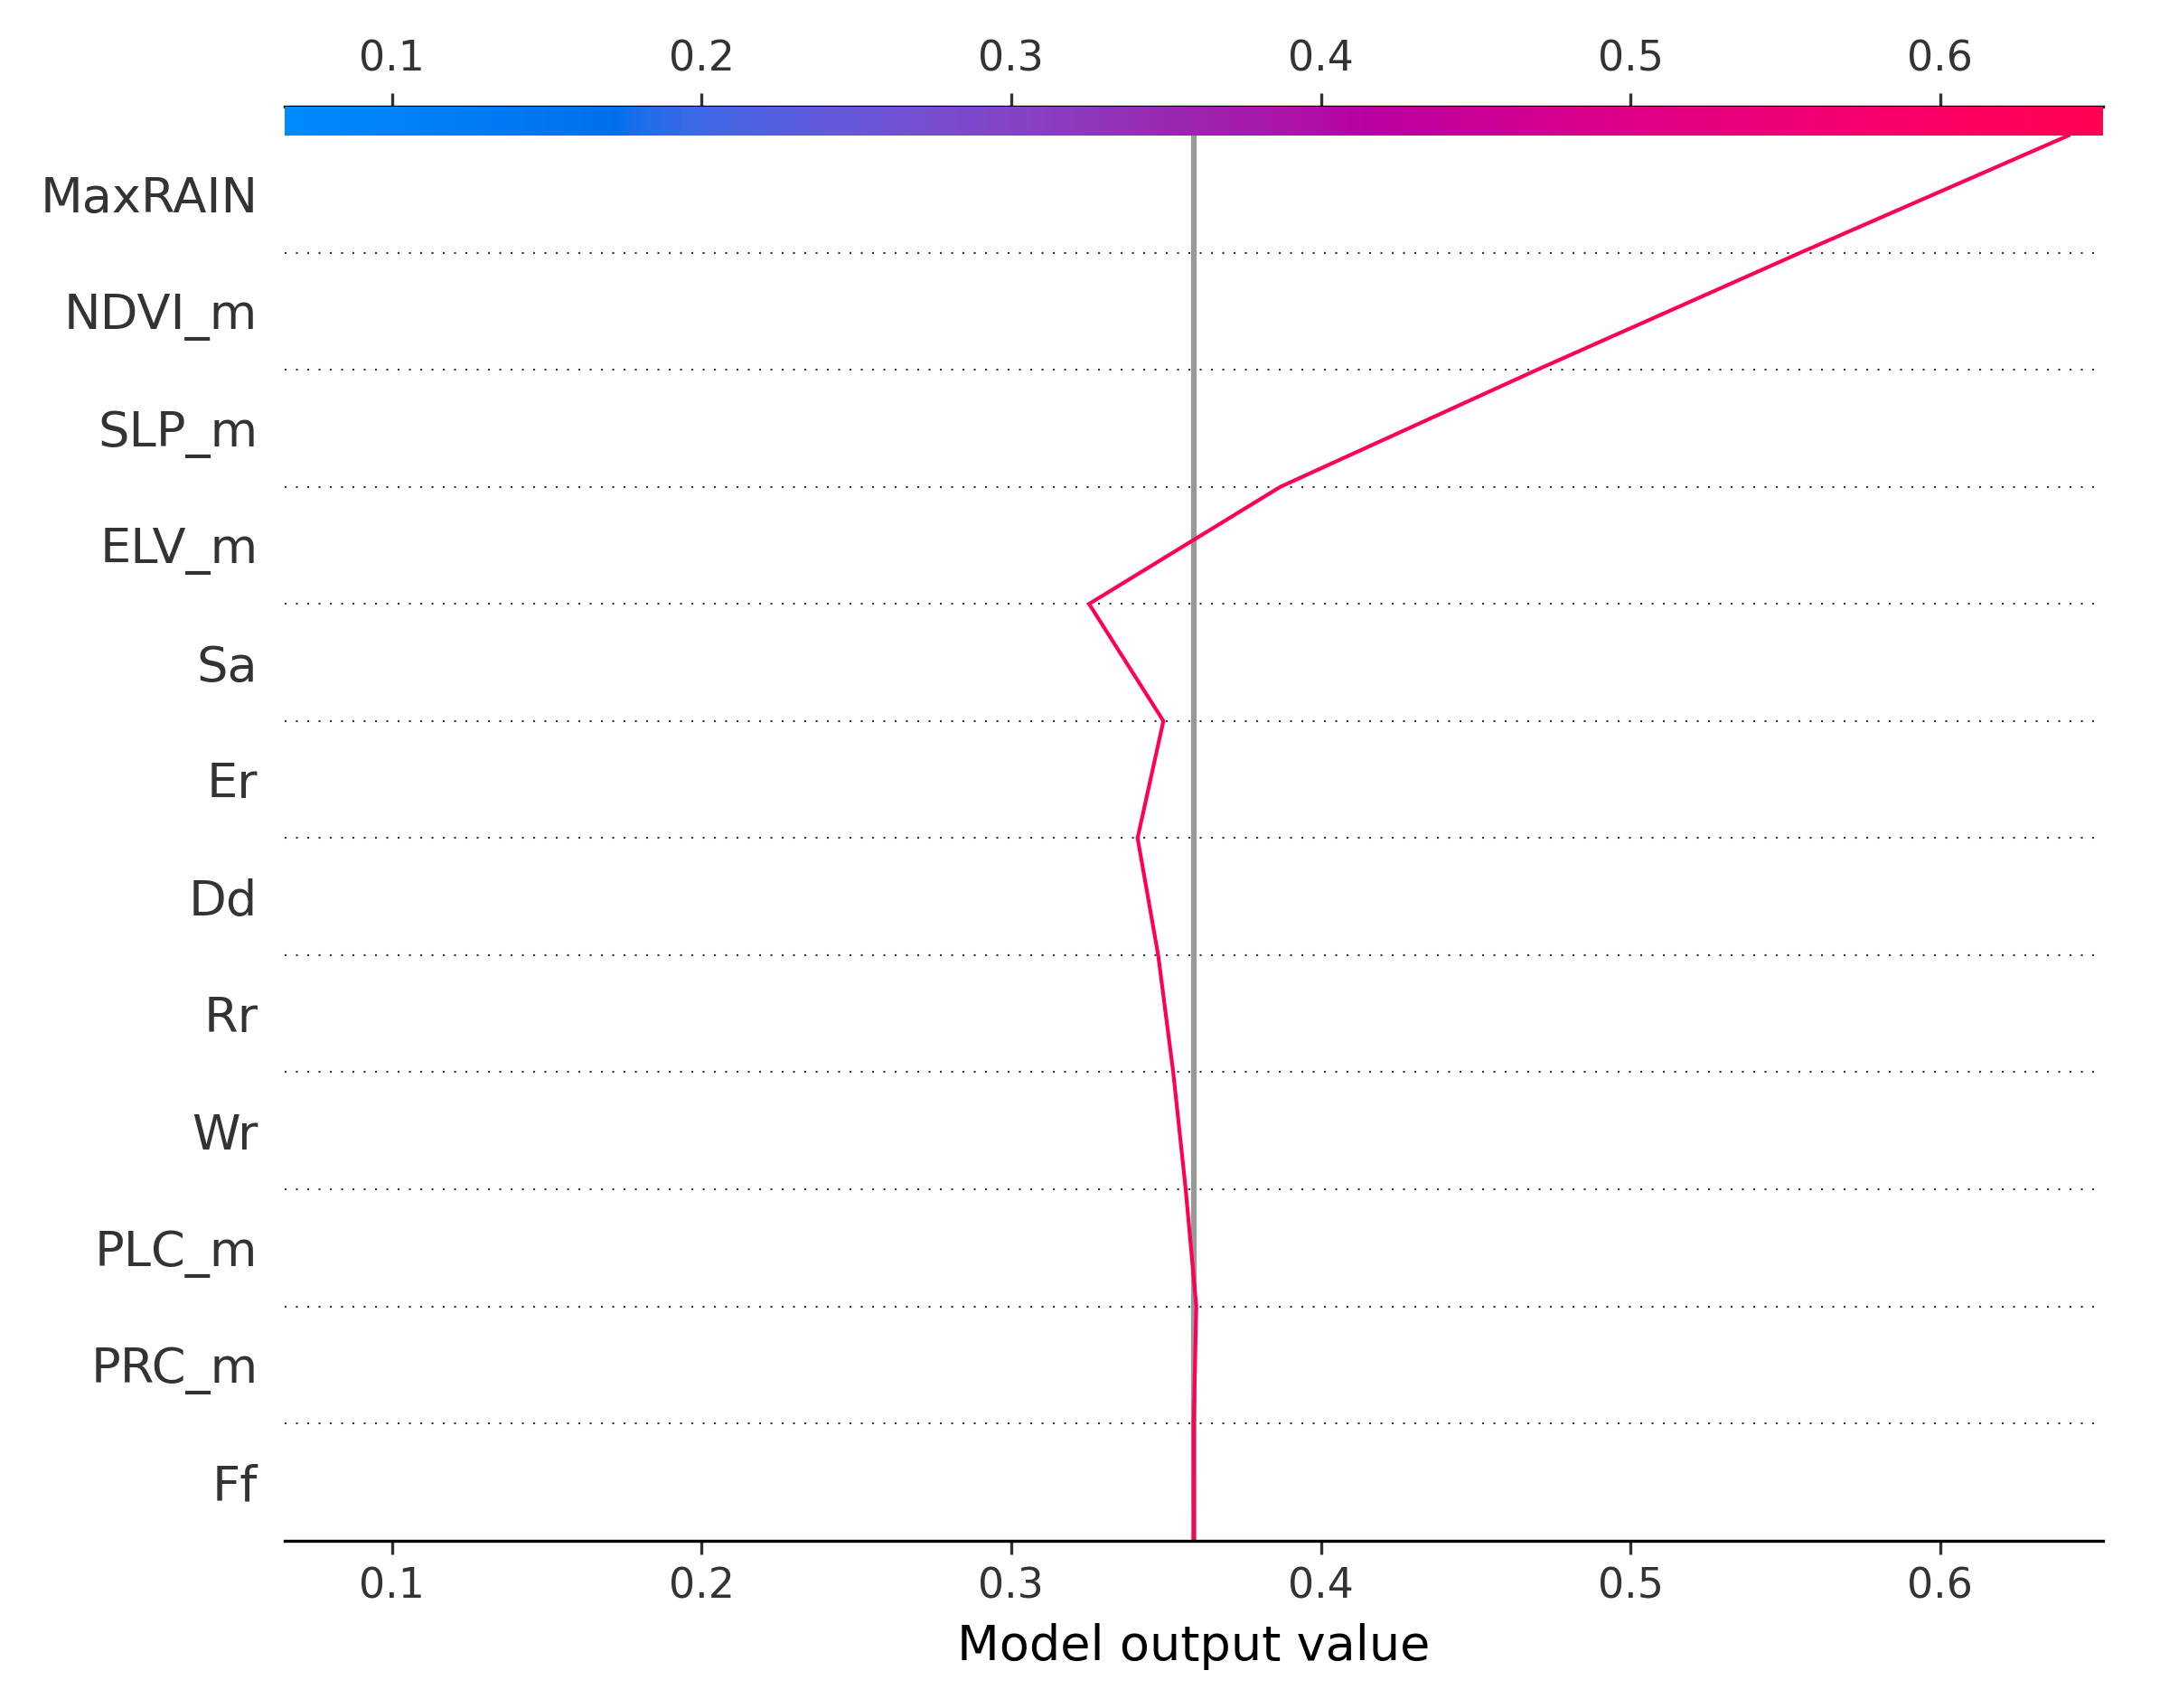 0.1 0.2 0.3 0.4 0.5 0.6
MaxRAIN
NDVI_m
SLP_m
ELV_m
Sa
Er
Dd
Rr
Wr
PLC_m
PRC_m
Ff
0.1 0.2 0.3 0.4 0.5 0.6
Model output value